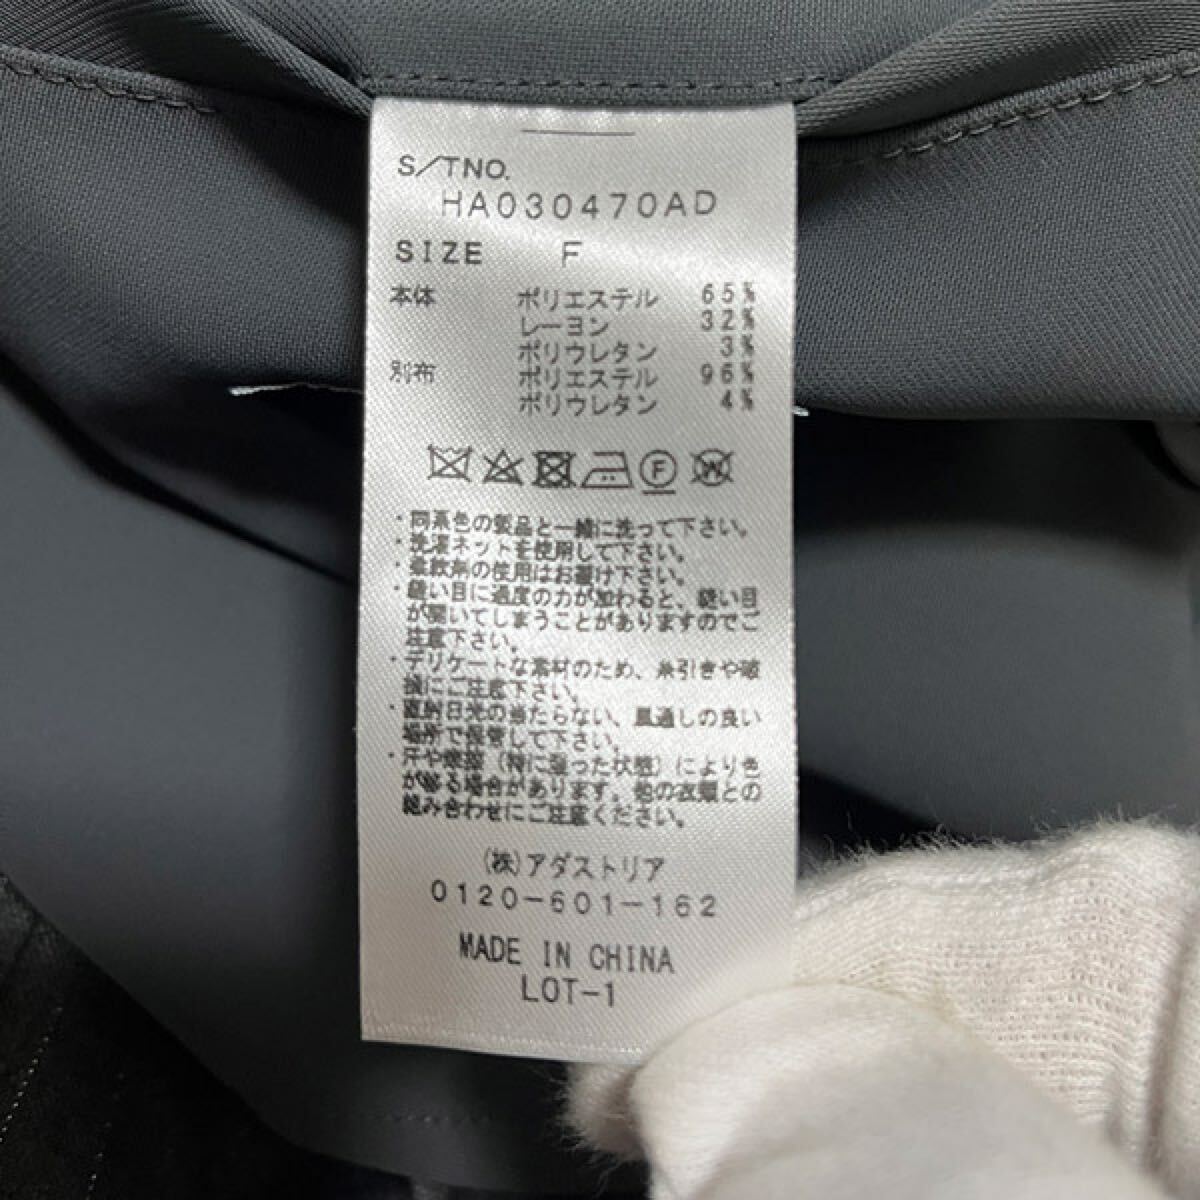 S/TNO.
HA030470AD
SIZE F
本体 ポリエステル 65%
レーヨン 32%
ポリウレタン 3%
別布 ポリエステル 96%
ポリウレタン 4%
F
W
・同系色の製品と一緒に洗って下さい。
・洗濯ネットを使用して下さい。
・柔軟剤の使用はお避け下さい。
・縫い目に過度の力が加わると、縫い目
が開いてしまうことがありますのでご
注意下さい。
・デリケートな素材のため、糸引きや破
損にご注意下さい。
・直射日光の当たらない、風通しの良い
場所で保管して下さい。
・汗や摩擦(特に湿った状態)により色
が移る場合があります。他の衣類との
組み合わせにご注意ください。
(株)アダストリア
0120-601-162
MADE IN CHINA
LOT-1